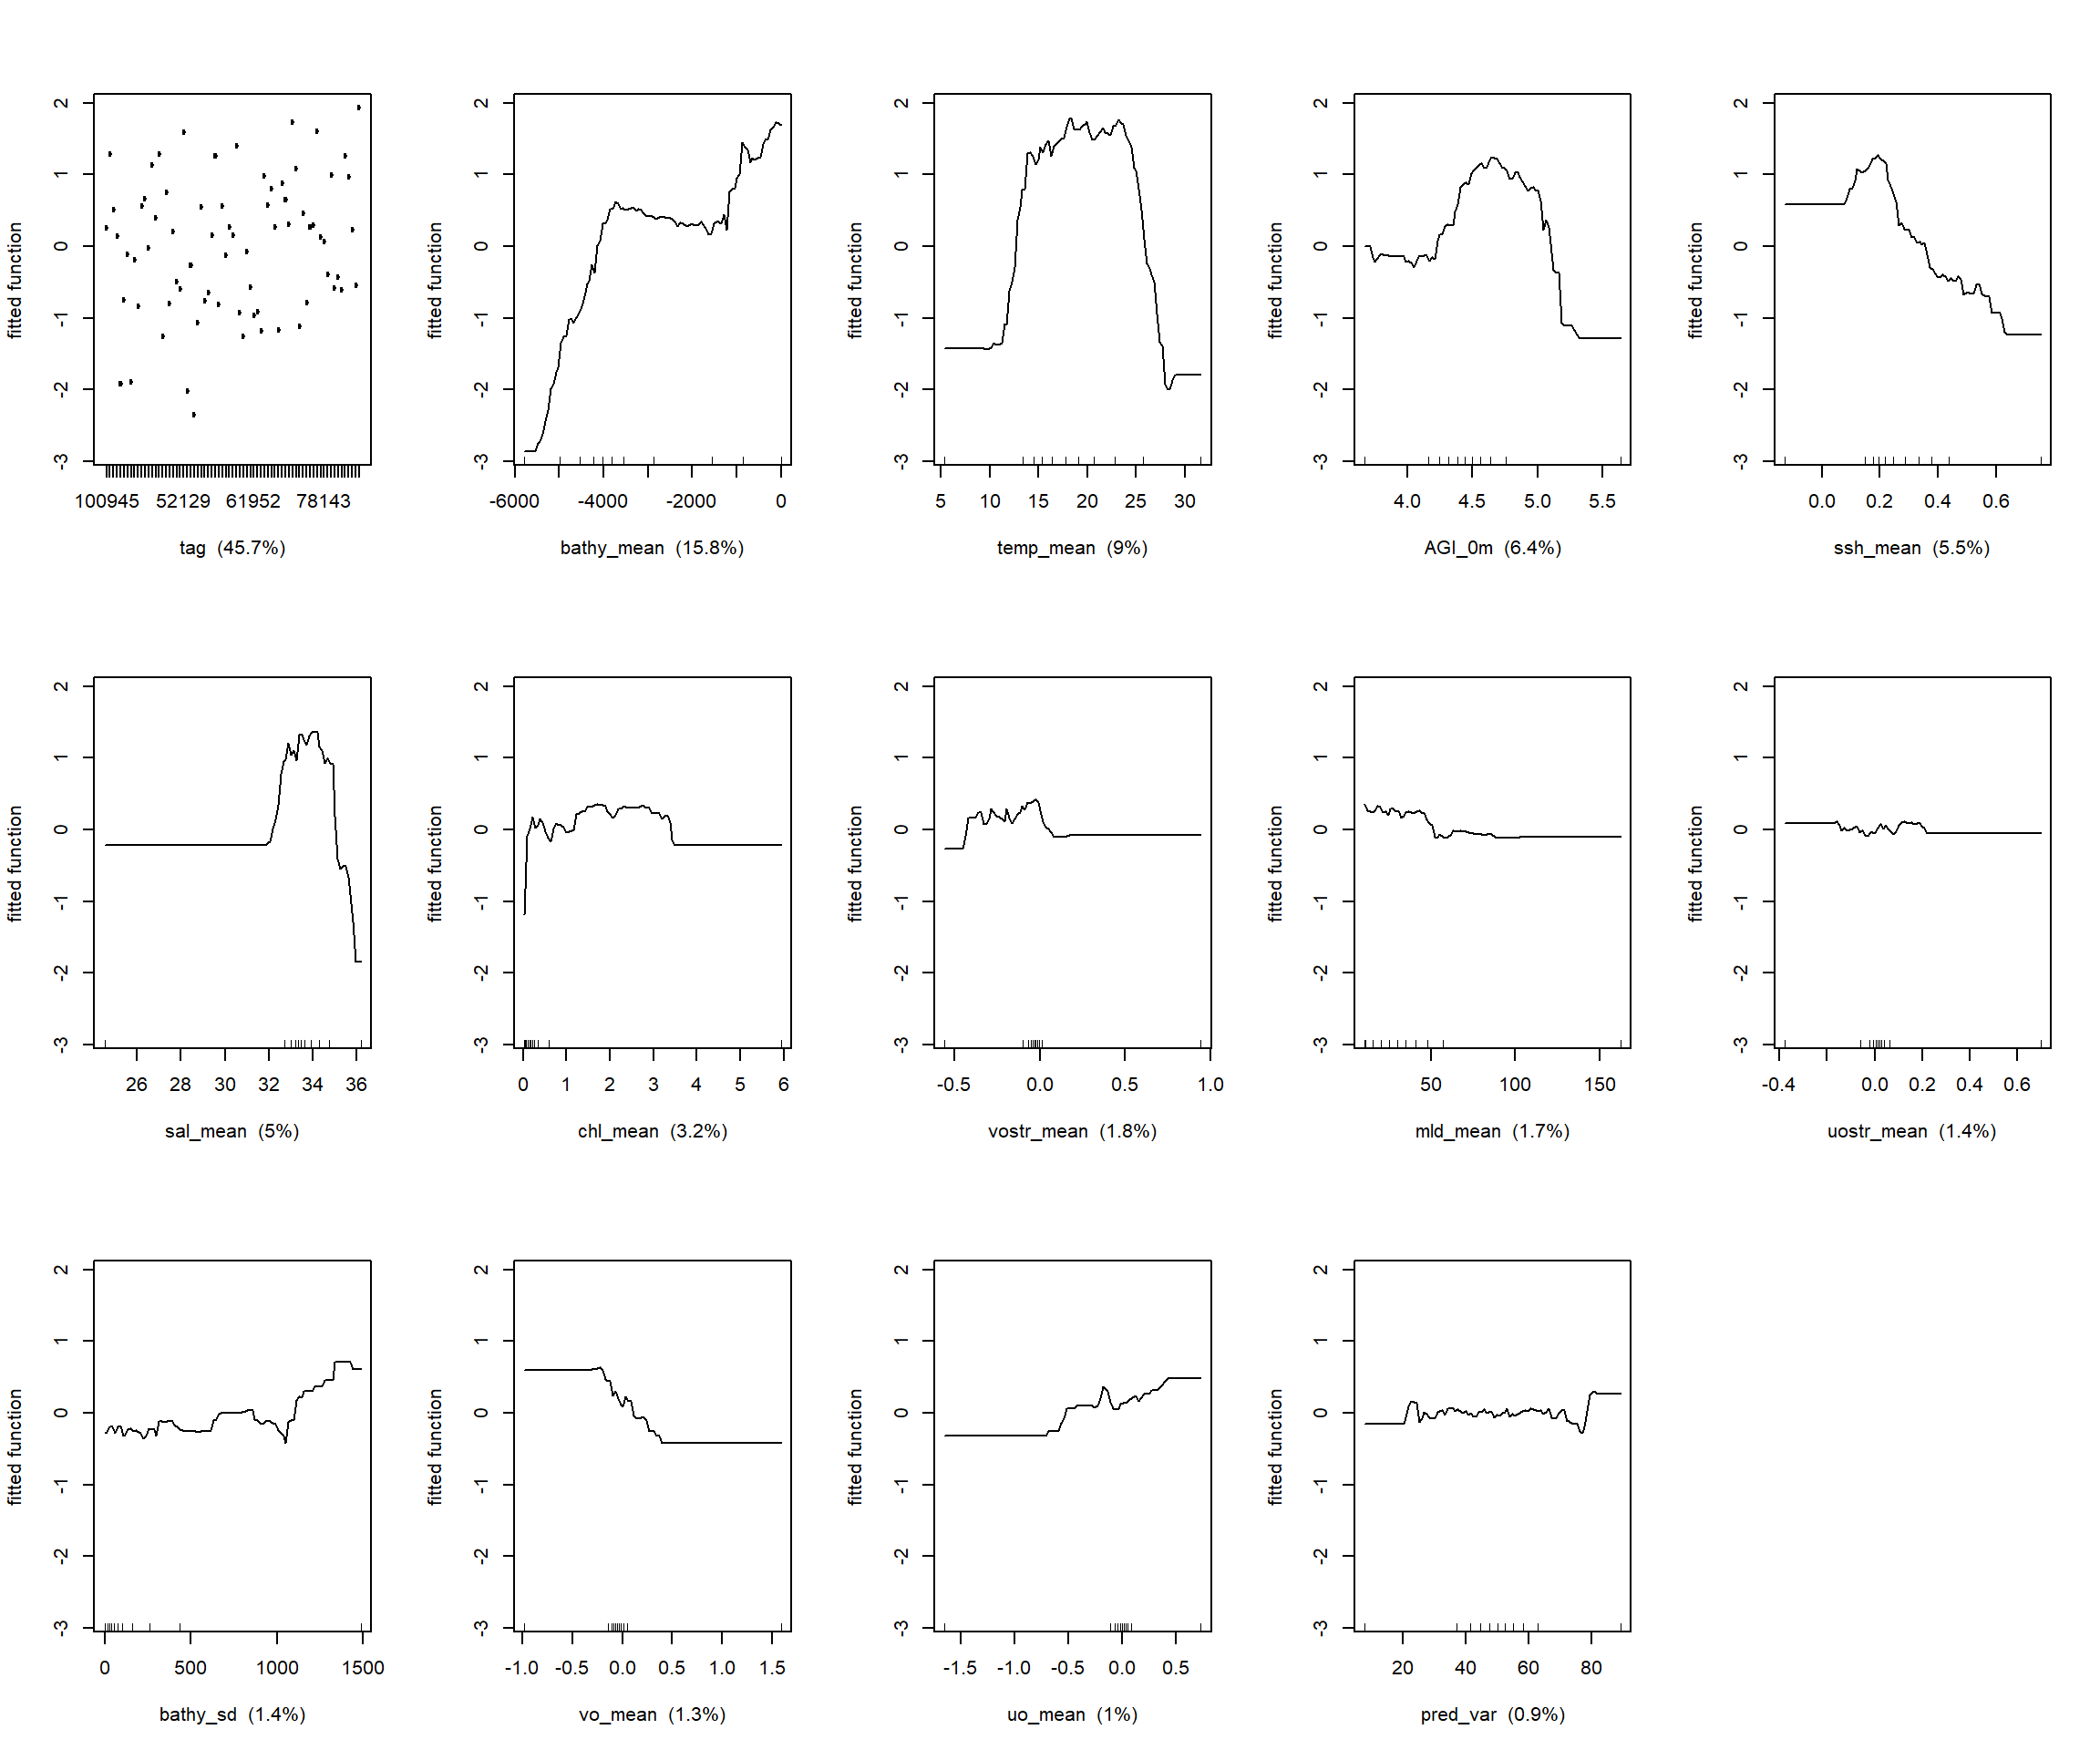 fitted function
2
1
0
-1
-2
-3
100945 52129 61952 78143
tag (45.7%)
fitted function
2
1
0
-1
-2
-3
-6000 -4000 -2000 0
bathy_mean (15.8%)
fitted function
2
1
0
-1
-2
-3
5 10 15 20 25 30
temp_mean (9%)
fitted function
2
1
0
-1
-2
-3
4.0 4.5 5.0 5.5
AGI_0m (6.4%)
fitted function
2
1
0
-1
-2
-3
0.0 0.2 0.4 0.6
ssh_mean (5.5%)
fitted function
2
1
0
-1
-2
-3
26 28 30 32 34 36
sal_mean (5%)
fitted function
2
1
0
-1
-2
-3
0 1 2 3 4 5 6
chl_mean (3.2%)
fitted function
2
1
0
-1
-2
-3
-0.5 0.0 0.5 1.0
vostr_mean (1.8%)
fitted function
2
1
0
-1
-2
-3
50 100 150
mld_mean (1.7%)
fitted function
2
1
0
-1
-2
-3
-0.4 0.0 0.2 0.4 0.6
uostr_mean (1.4%)
fitted function
2
1
0
-1
-2
-3
0 500 1000 1500
bathy_sd (1.4%)
fitted function
2
1
0
-1
-2
-3
-1.0 -0.5 0.0 0.5 1.0 1.5
vo_mean (1.3%)
fitted function
2
1
0
-1
-2
-3
-1.5 -1.0 -0.5 0.0 0.5
uo_mean (1%)
fitted function
2
1
0
-1
-2
-3
20 40 60 80
pred_var (0.9%)